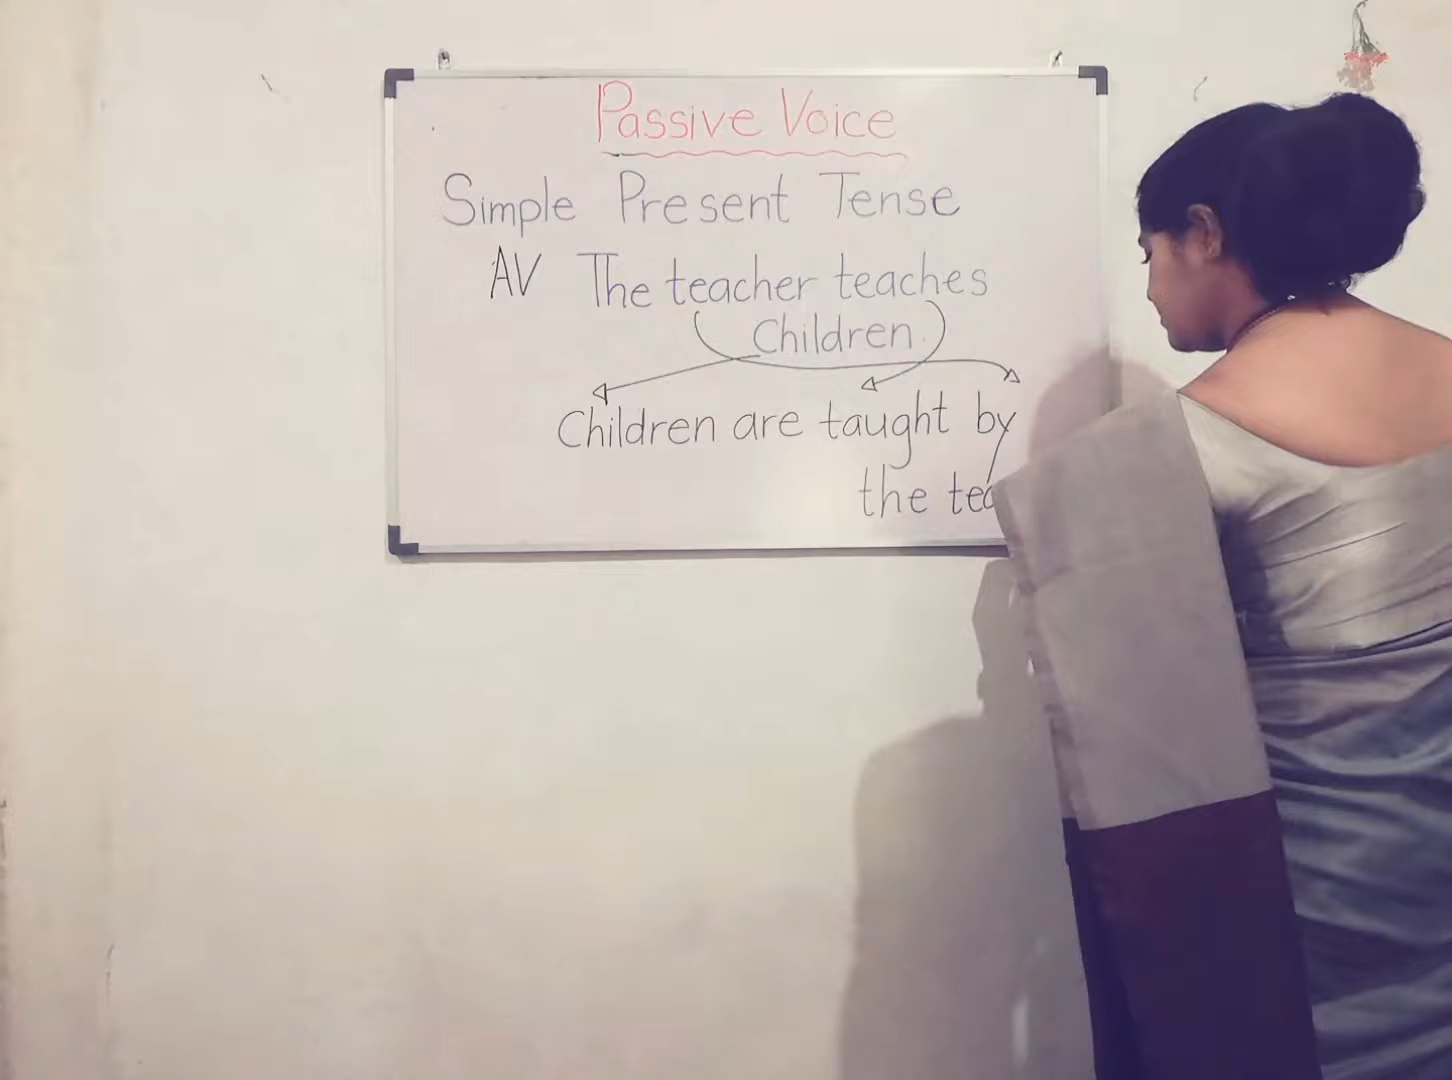 Passive Voice
Simple Present Tense
AV The teacher teaches
Children.
Children are taught by
the